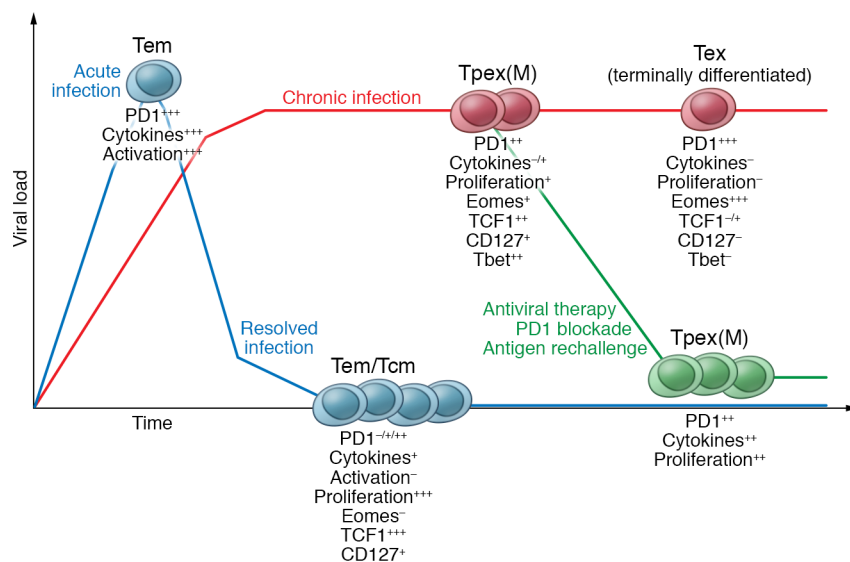 Tem
Acute
infection
PD1⁺⁺⁺
Cytokines⁺⁺⁺
Activation⁺⁺⁺
Chronic infection
Tpex(M)
PD1⁺⁺
Cytokines⁻/⁺
Proliferation⁺
Eomes⁺
TCF1⁺⁺
CD127⁺
Tbet⁺⁺
Tex
(terminally differentiated)
PD1⁺⁺⁺
Cytokines⁻
Proliferation⁻
Eomes⁺⁺⁺
TCF1⁻/⁺
CD127⁻
Tbet⁻
Viral load
Resolved
infection
Antiviral therapy
PD1 blockade
Antigen rechallenge
Tpex(M)
PD1⁺⁺
Cytokines⁺⁺
Proliferation⁺⁺
Time
Tem/Tcm
PD1⁻/⁺/⁺⁺
Cytokines⁺
Activation⁻
Proliferation⁺⁺⁺
Eomes⁻
TCF1⁺⁺⁺
CD127⁺